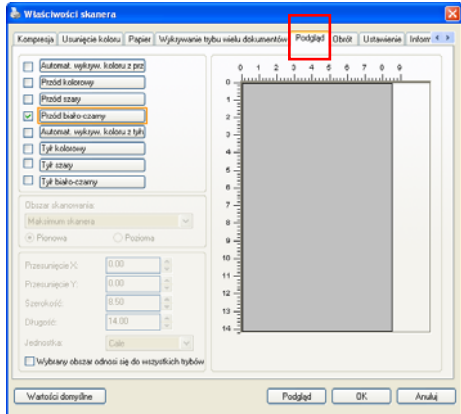 Właściwości skanera
Kompresja Usunięcie koloru Papier Wykrywanie trybu wielu dokumentów Podgląd Obrót Ustawienie Inform
Automat. wykryw. koloru z prz
Przód kolorowy
Przód szary
Przód biało-czarny
Automat. wykryw. koloru z tyłu
Tył kolorowy
Tył szary
Tył biało-czarny
Obszar skanowania:
Maksimum skanera
Pionowa Pozioma
Przesunięcie X: 0.00
Przesunięcie Y: 0.00
Szerokość: 8.50
Długość: 14.00
Jednostka: Cale
Wybrany obszar odnosi się do wszystkich trybów
0 1 2 3 4 5 6 7 8 9
0
1
2
3
4
5
6
7
8
9
10
11
12
13
14
Wartości domyślne Podgląd OK Anuluj